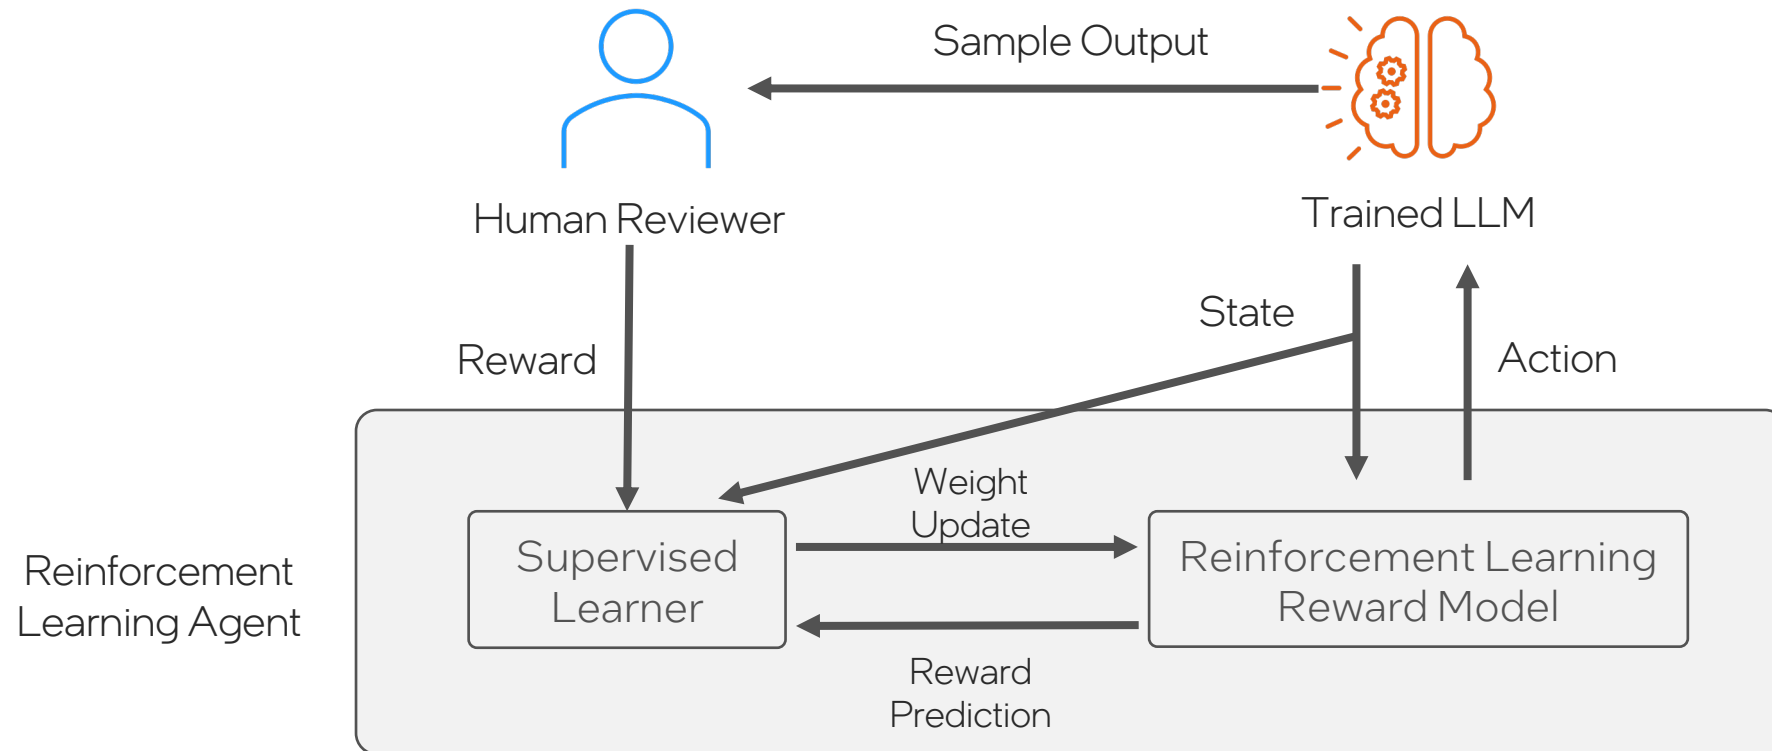 Sample Output
Human Reviewer
Trained LLM
State
Reward
Action
Weight
Update
Supervised
Learner
Reinforcement Learning
Reward Model
Reinforcement
Learning Agent
Reward
Prediction